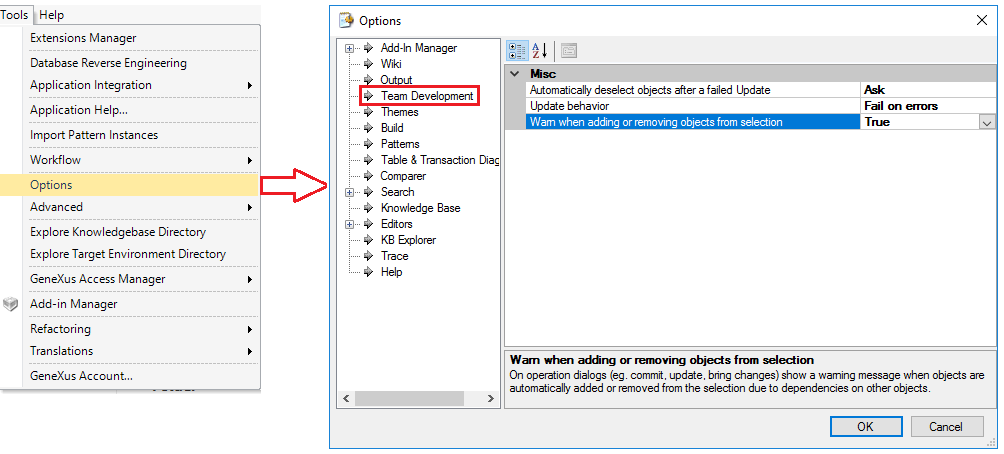 Tools Help
Extensions Manager
Database Reverse Engineering
Application Integration
Application Help...
Import Pattern Instances
Workflow
Options
Advanced
Explore Knowledgebase Directory
Explore Target Environment Directory
GeneXus Access Manager
Add-in Manager
Refactoring
Translations
GeneXus Account...
Options
Add-In Manager
Wiki
Output
Team Development
Themes
Build
Patterns
Table & Transaction Diag
Comparer
Search
Knowledge Base
Editors
KB Explorer
Trace
Help
Misc
Automatically deselect objects after a failed Update Ask
Update behavior Fail on errors
Warn when adding or removing objects from selection True
Warn when adding or removing objects from selection
On operation dialogs (eg. commit, update, bring changes) show a warning message when objects are
automatically added or removed from the selection due to dependencies on other objects.
OK Cancel